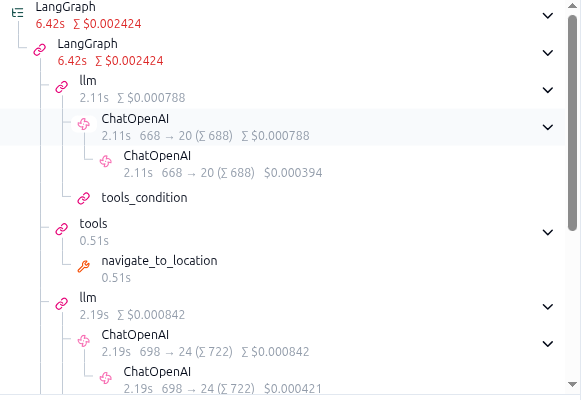 LangGraph
6.42s Σ $0.002424
LangGraph
6.42s Σ $0.002424
llm
2.11s Σ $0.000788
ChatOpenAI
2.11s 668 → 20 (Σ 688) Σ $0.000788
ChatOpenAI
2.11s 668 → 20 (Σ 688) $0.000394
tools_condition
tools
0.51s
navigate_to_location
0.51s
llm
2.19s Σ $0.000842
ChatOpenAI
2.19s 698 → 24 (Σ 722) Σ $0.000842
ChatOpenAI
2.19s 698 → 24 (Σ 722) $0.000421